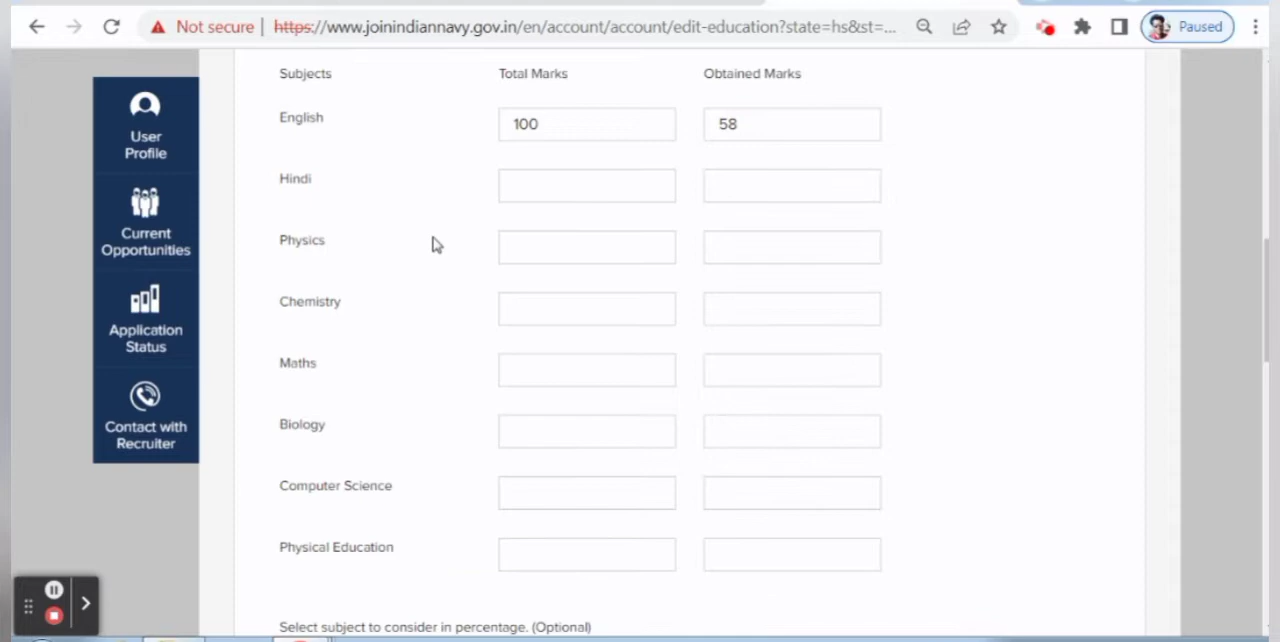 Not secure | https://www.joinindiannavy.gov.in/en/account/account/edit-education?state=hs&st=... Paused
Subjects Total Marks Obtained Marks
English 100 58
Hindi
Physics
Chemistry
Maths
Biology
Computer Science
Physical Education
Select subject to consider in percentage. (Optional)
User
Profile
Current
Opportunities
Application
Status
Contact with
Recruiter